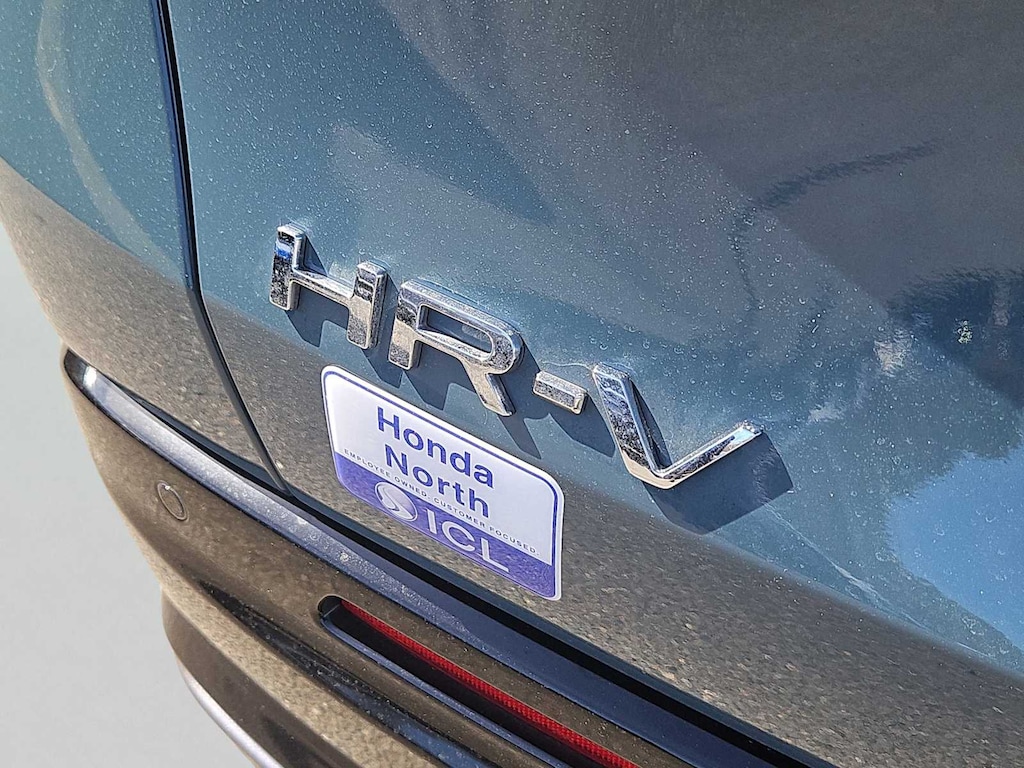 HR-V
Honda
North
EMPLOYEE OWNED. CUSTOMER FOCUSED.
ICL